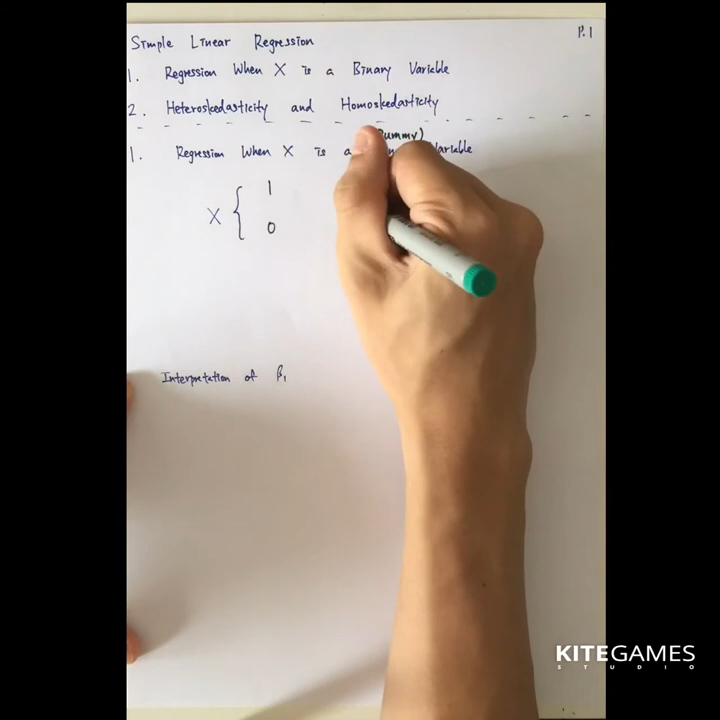 P.1
Simple Linear Regression
1. Regression When X is a Binary Variable
2. Heteroskedasticity and Homoskedasticity
(Dummy)
1. Regression When X is a Variable
X { 1
0
Interpretation of β₁
KITEGAMES
STUDIO